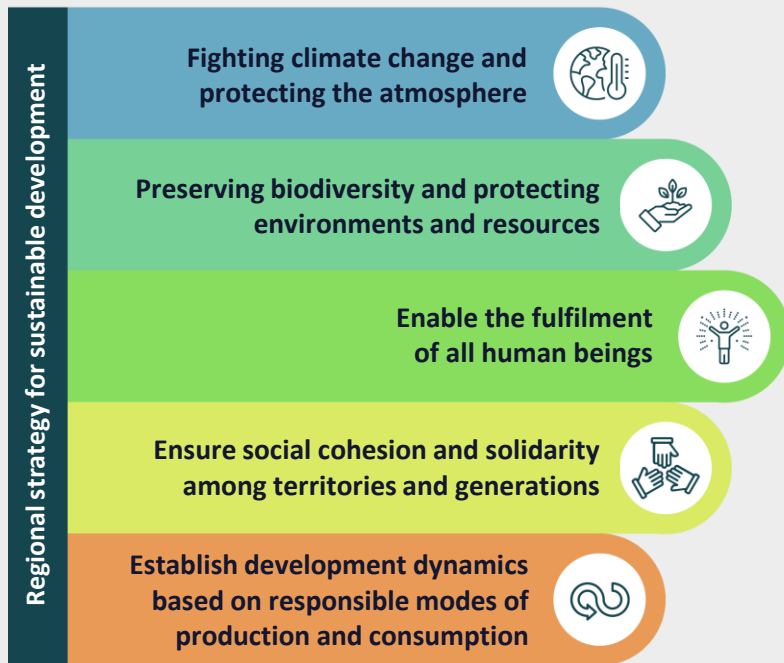 Regional strategy for sustainable development
Fighting climate change and
protecting the atmosphere
Preserving biodiversity and protecting
environments and resources
Enable the fulfilment
of all human beings
Ensure social cohesion and solidarity
among territories and generations
Establish development dynamics
based on responsible modes of
production and consumption